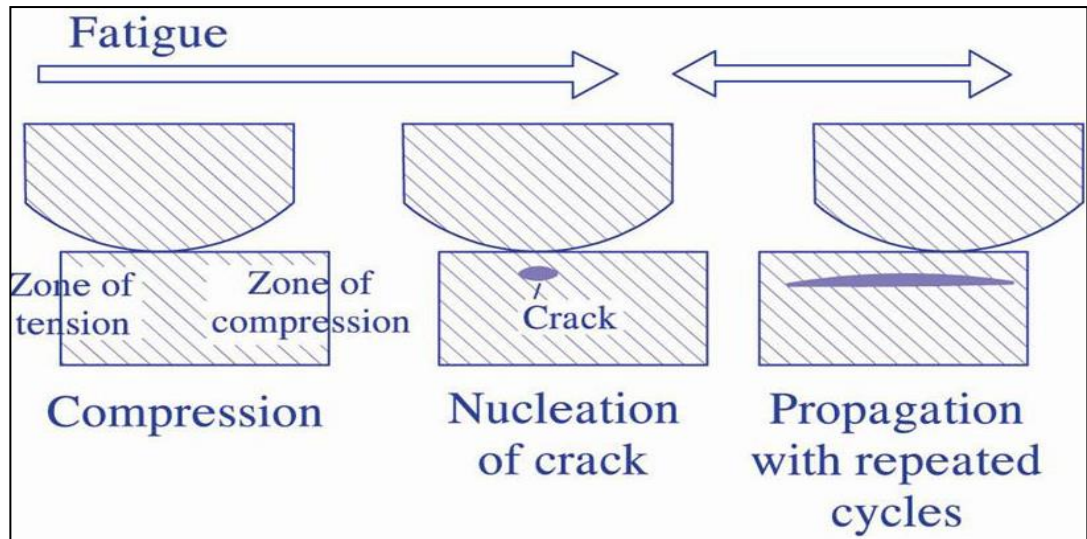 Fatigue
Zone of
tension
Zone of
compression
Crack
Compression
Nucleation
of crack
Propagation
with repeated
cycles